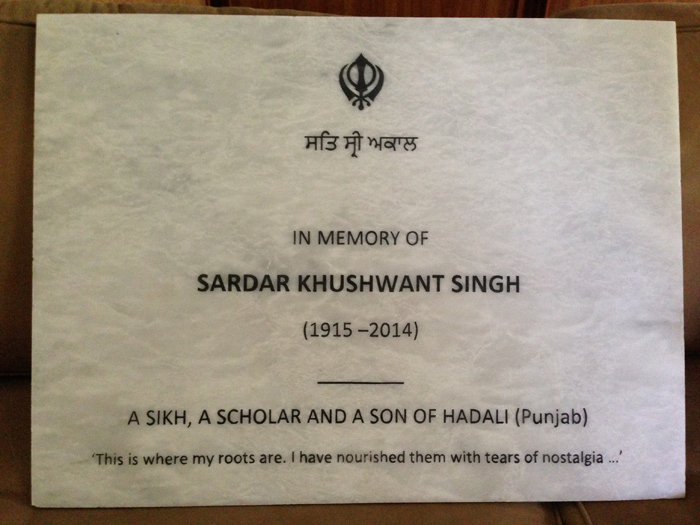 ਸਤਿ ਸ੍ਰੀ ਅਕਾਲ
IN MEMORY OF
SARDAR KHUSHWANT SINGH
(1915 –2014)
A SIKH, A SCHOLAR AND A SON OF HADALI (Punjab)
'This is where my roots are. I have nourished them with tears of nostalgia ...'